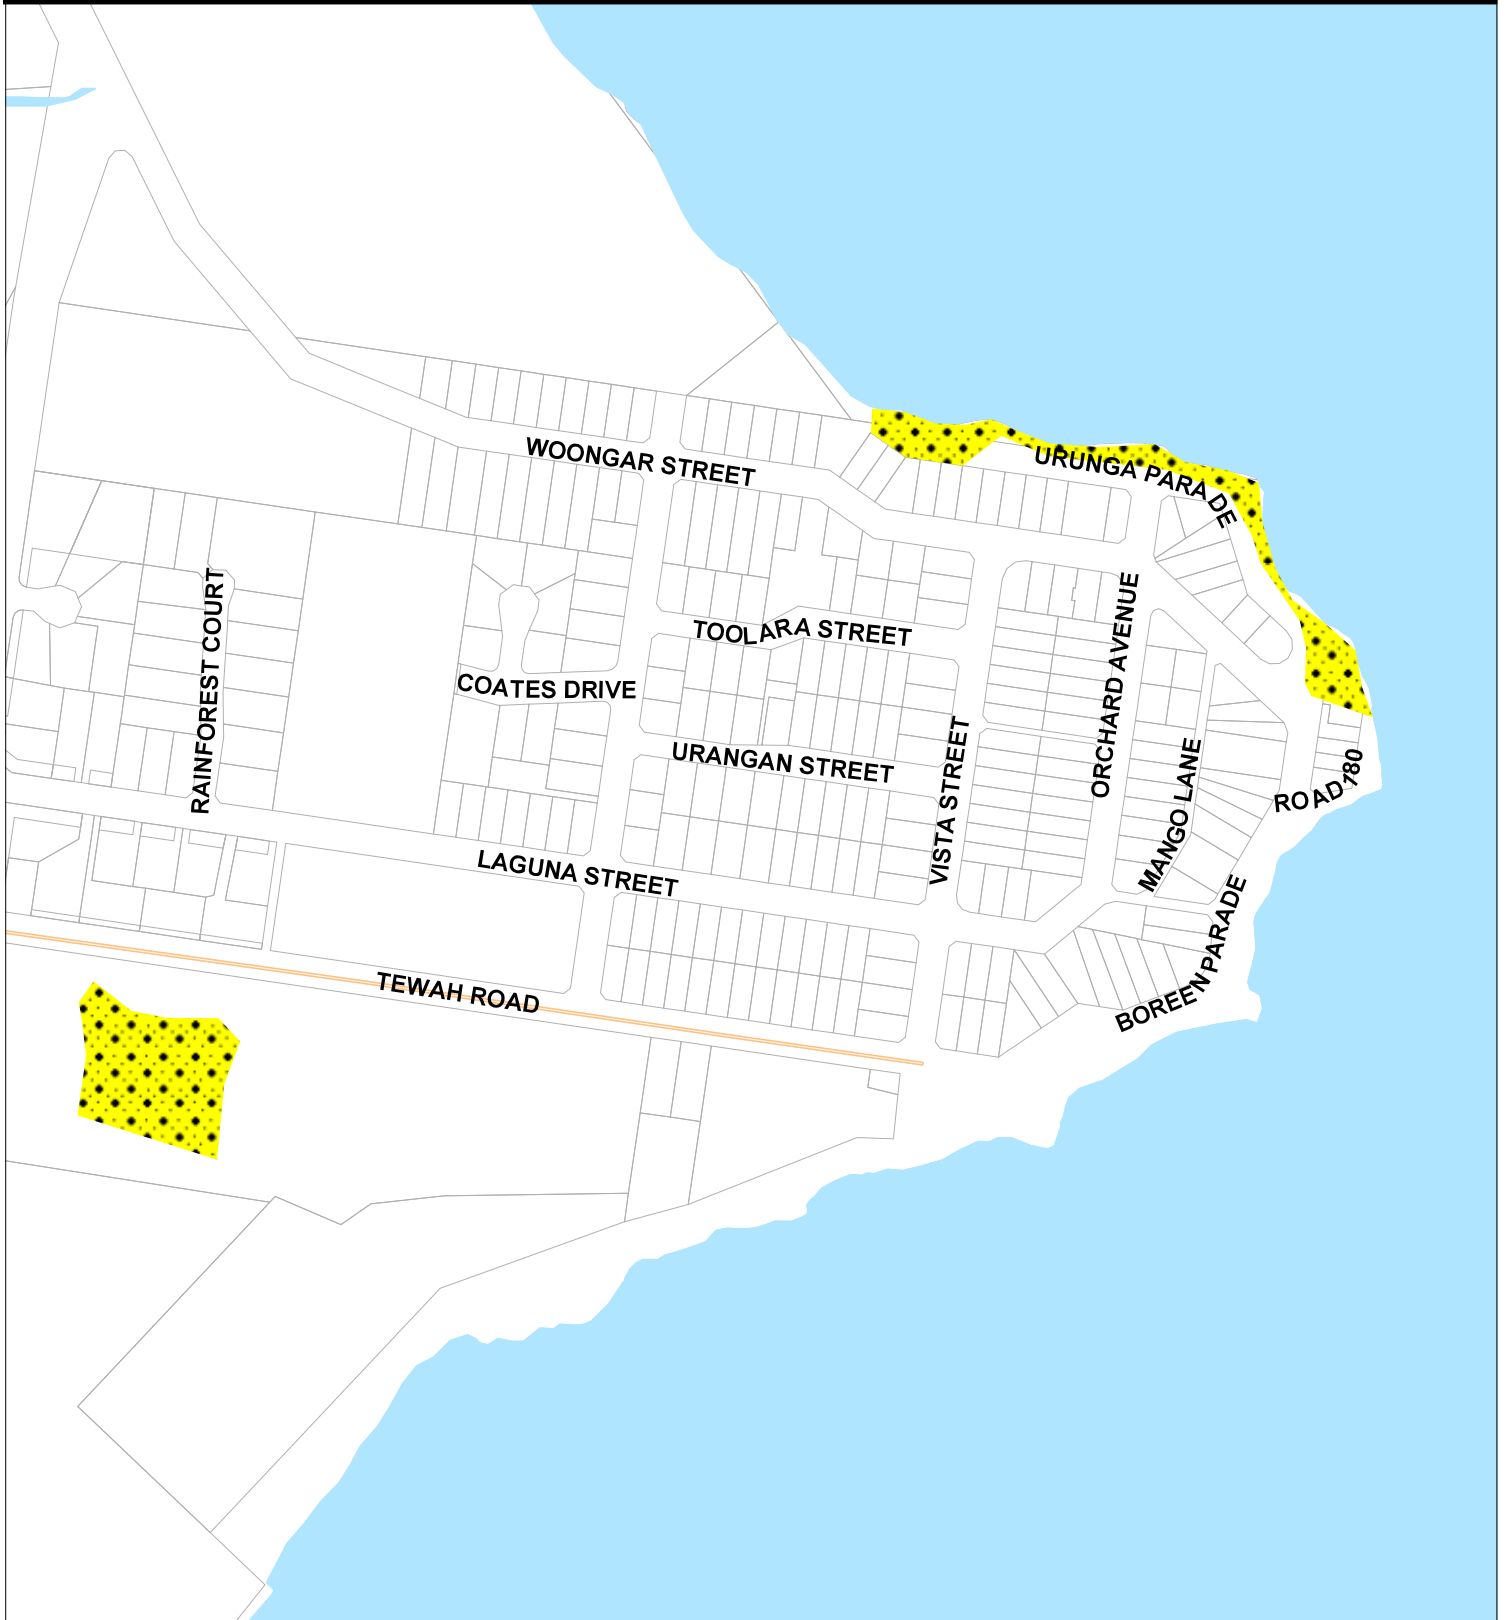 WOONGAR STREET
URUNGA PARADE
RAINFOREST COURT
TOOLARA STREET
ORCHARD AVENUE
COATES DRIVE
URANGAN STREET
VISTA STREET
MANGO LANE
ROAD 180
LAGUNA STREET
BOREEN PARADE
TEWAH ROAD